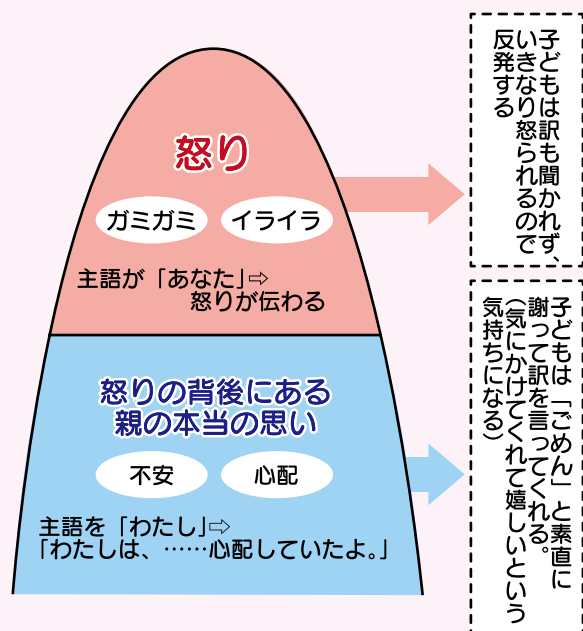 怒り
ガミガミ
イライラ
主語が「あなた」⇨
怒りが伝わる
子どもは訳も聞かれず、
いきなり怒られるので
反発する
怒りの背後にある
親の本当の思い
不安
心配
主語を「わたし」⇨
「わたしは、……心配していたよ。」
子どもは「ごめん」と素直に
謝って訳を言ってくれる。
(気にかけてくれて嬉しいという
気持ちになる)